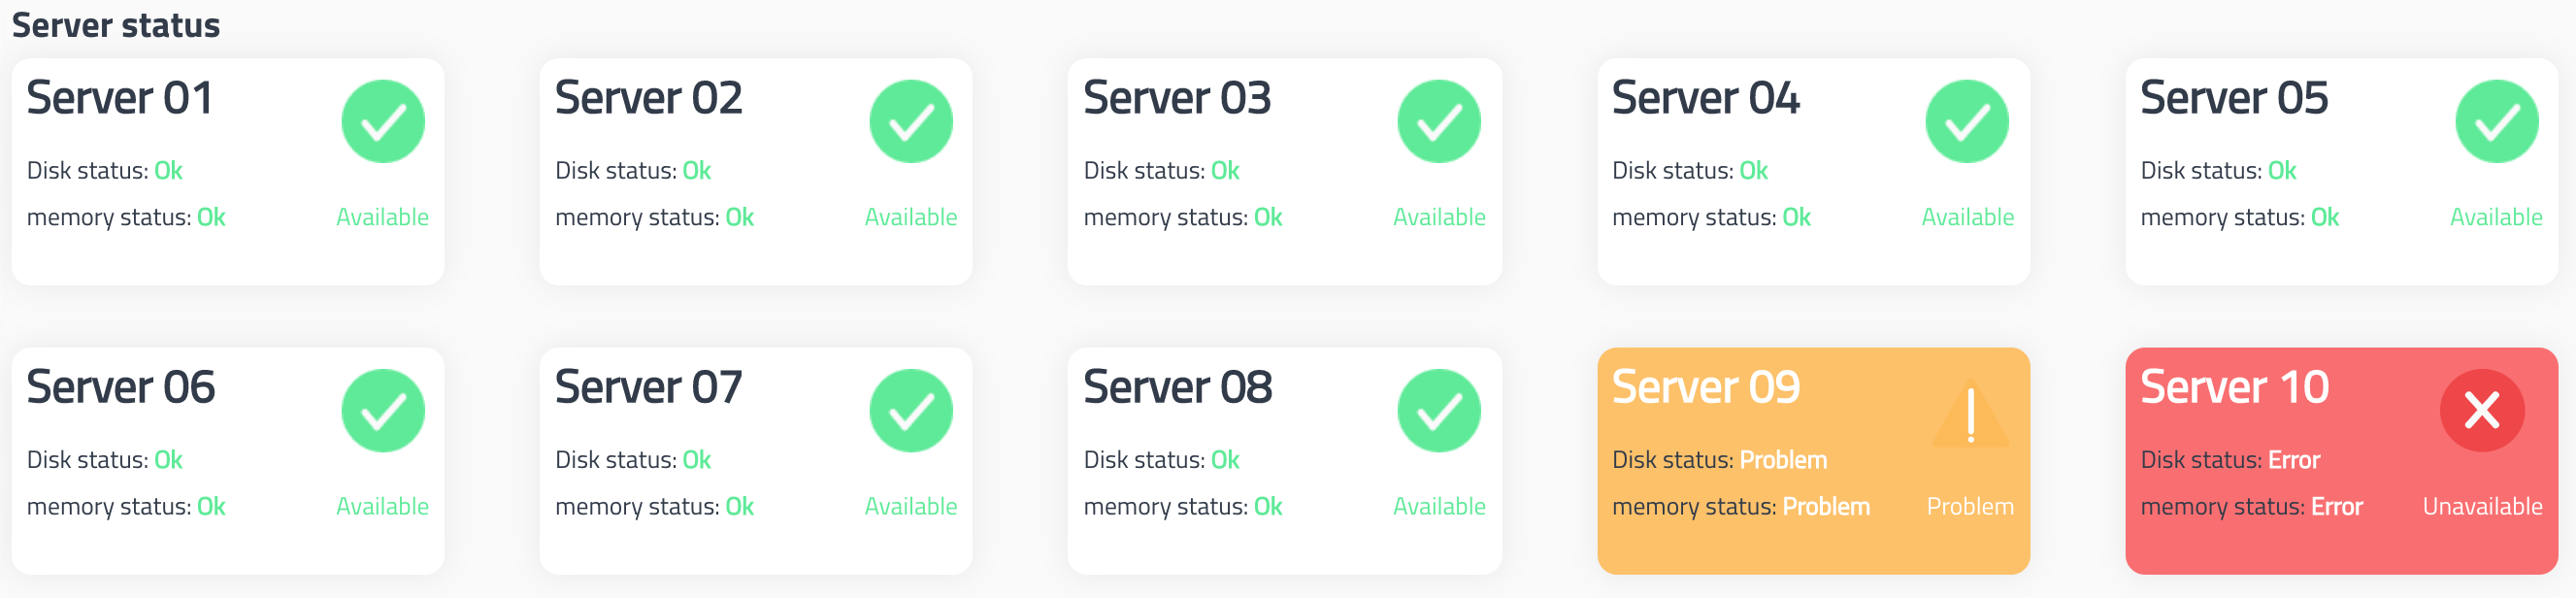 Server status
Server 01
Disk status: Ok
memory status: Ok
Available
Server 02
Disk status: Ok
memory status: Ok
Available
Server 03
Disk status: Ok
memory status: Ok
Available
Server 04
Disk status: Ok
memory status: Ok
Available
Server 05
Disk status: Ok
memory status: Ok
Available
Server 06
Disk status: Ok
memory status: Ok
Available
Server 07
Disk status: Ok
memory status: Ok
Available
Server 08
Disk status: Ok
memory status: Ok
Available
Server 09
Disk status: Problem
memory status: Problem
Problem
Server 10
Disk status: Error
memory status: Error
Unavailable